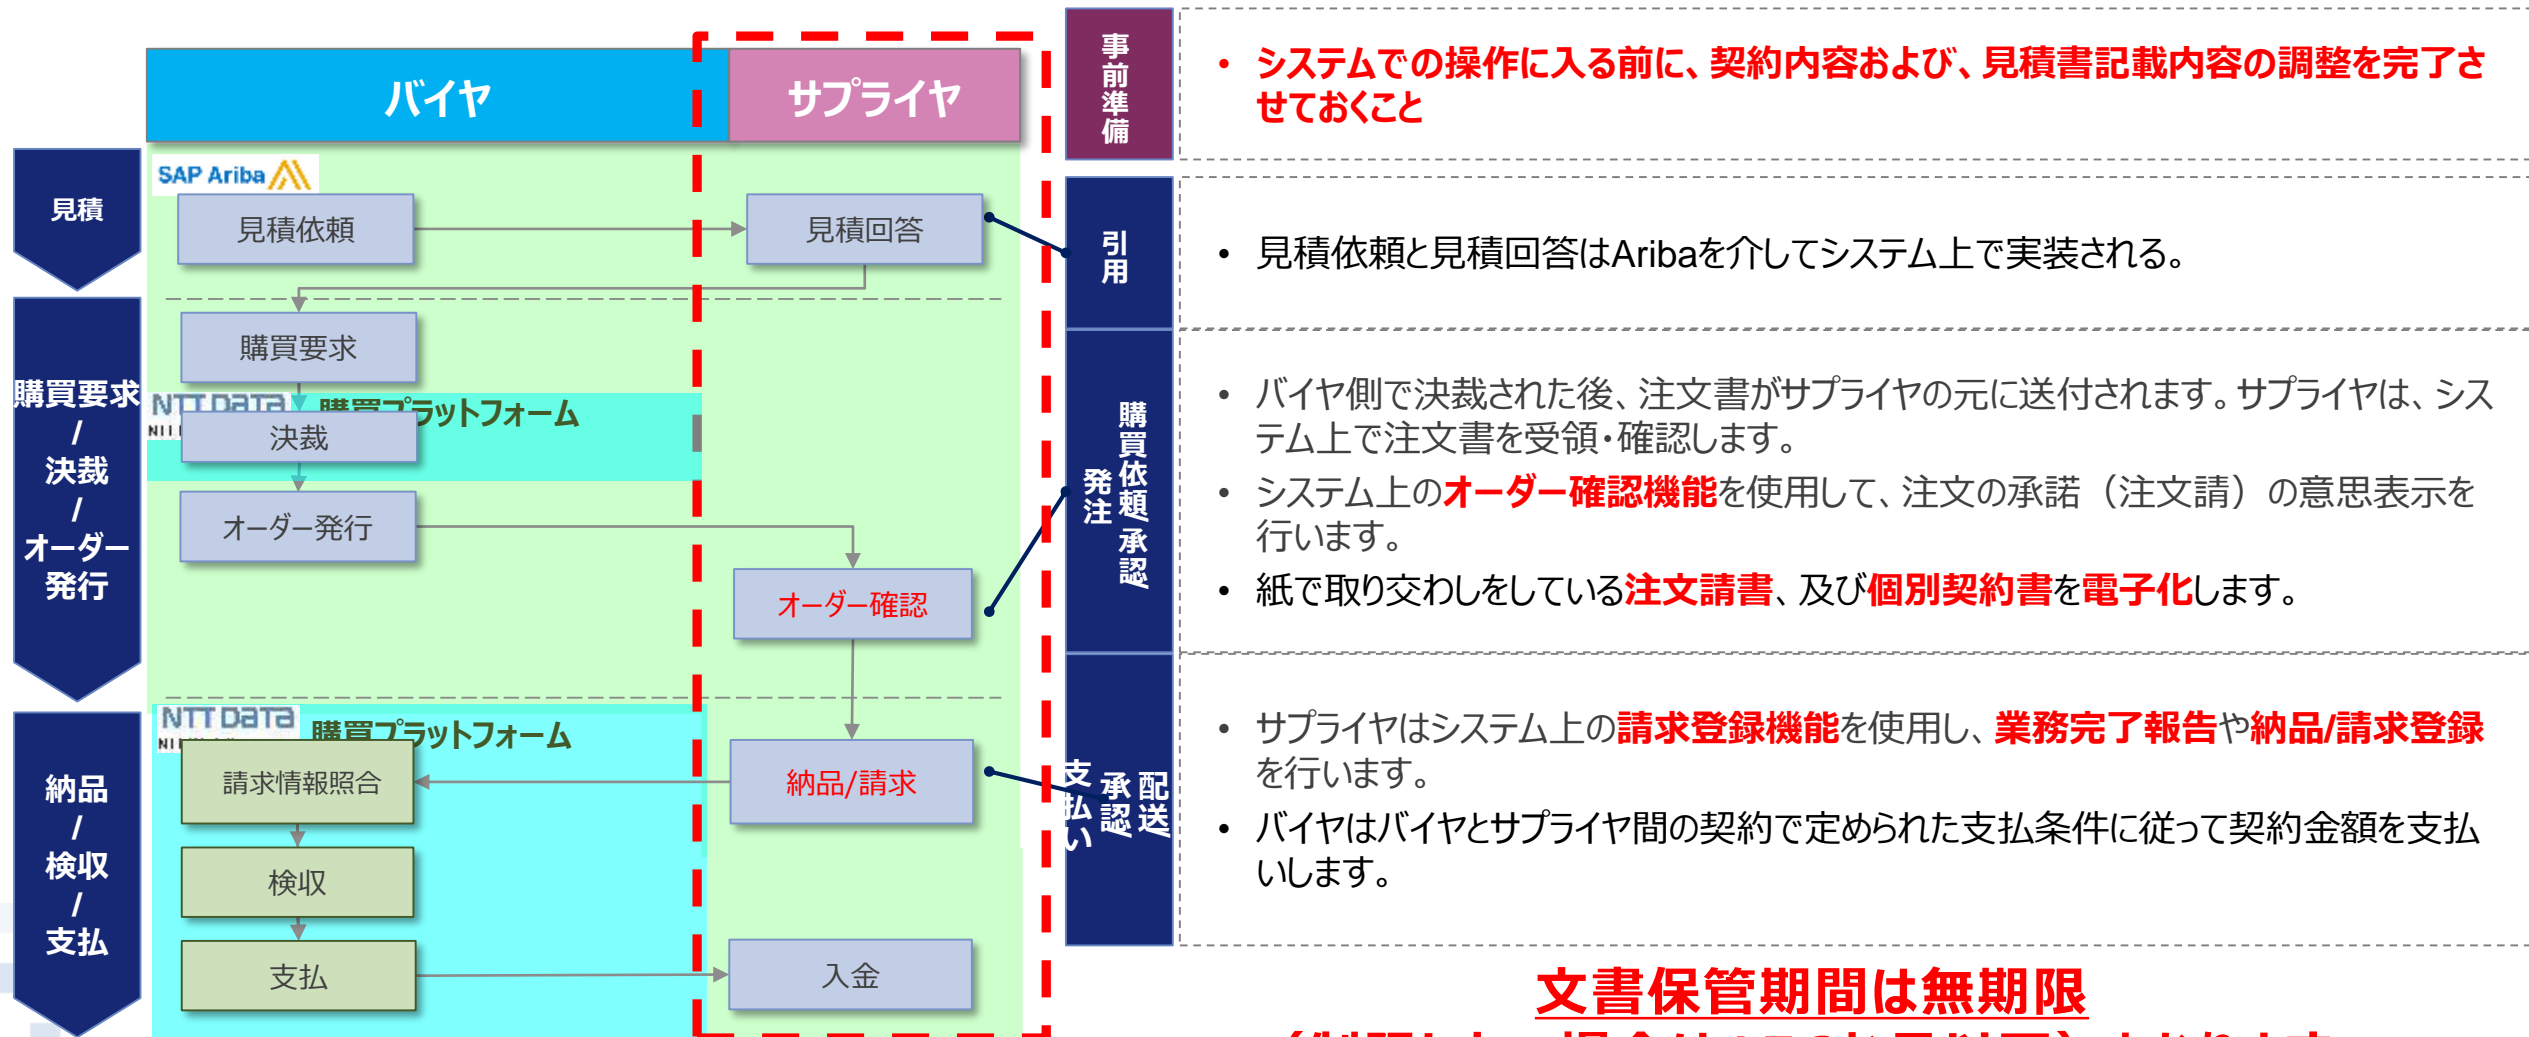 バイヤ
サプライヤ
SAP Ariba
見積
見積依頼
見積回答
購買要求
/
決裁
/
オーダー
発行
購買要求
NTT DATA
購買プラットフォーム
決裁
オーダー発行
オーダー確認
納品
/
検収
/
支払
NTT DATA
購買プラットフォーム
請求情報照合
納品/請求
検収
支払
入金
事前準備
• システムでの操作に入る前に、契約内容および、見積書記載内容の調整を完了さ
せておくこと
引用
• 見積依頼と見積回答はAribaを介してシステム上で実装される。
購買依頼/承認/
発注
• バイヤ側で決裁された後、注文書がサプライヤの元に送付されます。サプライヤは、シス
テム上で注文書を受領・確認します。
• システム上のオーダー確認機能を使用して、注文の承諾（注文請）の意思表示を
行います。
• 紙で取り交わしをしている注文請書、及び個別契約書を電子化します。
配送/
承認/
支払い
• サプライヤはシステム上の請求登録機能を使用し、業務完了報告や納品/請求登録
を行います。
• バイヤはバイヤとサプライヤ間の契約で定められた支払条件に従って契約金額を支払
いします。
文書保管期間は無期限